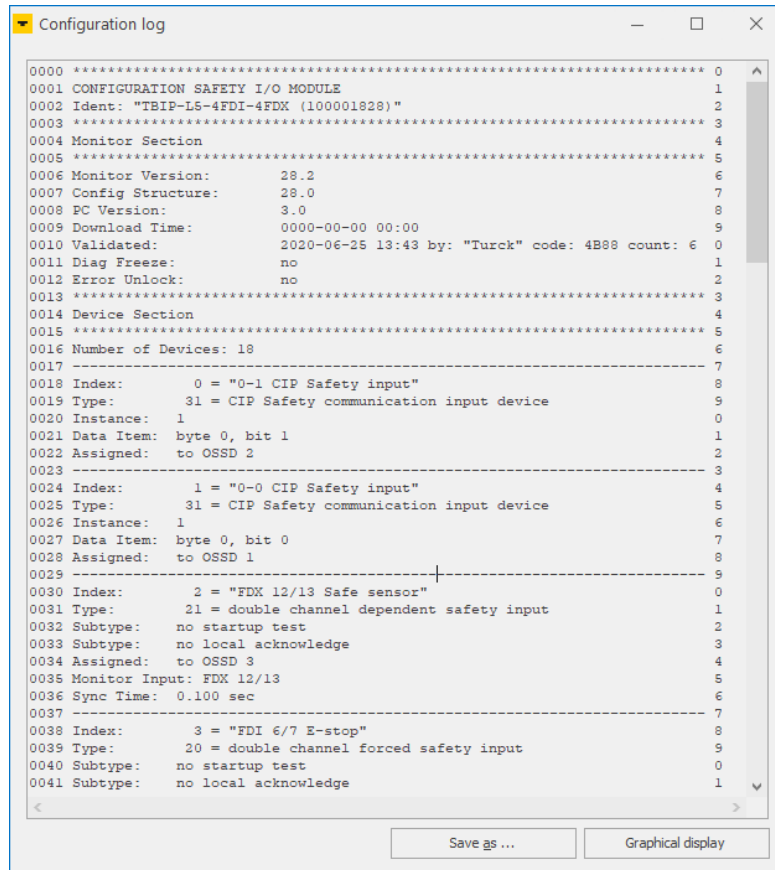 Configuration log
0000 ************************************************************************* 0
0001 CONFIGURATION SAFETY I/O MODULE 1
0002 Ident: "TBIP-L5-4FDI-4FDX (100001828)" 2
0003 ************************************************************************* 3
0004 Monitor Section 4
0005 ************************************************************************* 5
0006 Monitor Version: 28.2 6
0007 Config Structure: 28.0 7
0008 PC Version: 3.0 8
0009 Download Time: 0000-00-00 00:00 9
0010 Validated: 2020-06-25 13:43 by: "Turck" code: 4B88 count: 6 0
0011 Diag Freeze: no 1
0012 Error Unlock: no 2
0013 ************************************************************************* 3
0014 Device Section 4
0015 ************************************************************************* 5
0016 Number of Devices: 18 6
0017 ------------------------------------------------------------------------- 7
0018 Index: 0 = "0-1 CIP Safety input" 8
0019 Type: 31 = CIP Safety communication input device 9
0020 Instance: 1 0
0021 Data Item: byte 0, bit 1 1
0022 Assigned: to OSSD 2 2
0023 ------------------------------------------------------------------------- 3
0024 Index: 1 = "0-0 CIP Safety input" 4
0025 Type: 31 = CIP Safety communication input device 5
0026 Instance: 1 6
0027 Data Item: byte 0, bit 0 7
0028 Assigned: to OSSD 1 8
0029 ------------------------------------------------------------------------- 9
0030 Index: 2 = "FDX 12/13 Safe sensor" 0
0031 Type: 21 = double channel dependent safety input 1
0032 Subtype: no startup test 2
0033 Subtype: no local acknowledge 3
0034 Assigned: to OSSD 3 4
0035 Monitor Input: FDX 12/13 5
0036 Sync Time: 0.100 sec 6
0037 ------------------------------------------------------------------------- 7
0038 Index: 3 = "FDI 6/7 E-stop" 8
0039 Type: 20 = double channel forced safety input 9
0040 Subtype: no startup test 0
0041 Subtype: no local acknowledge 1
Save as ... Graphical display